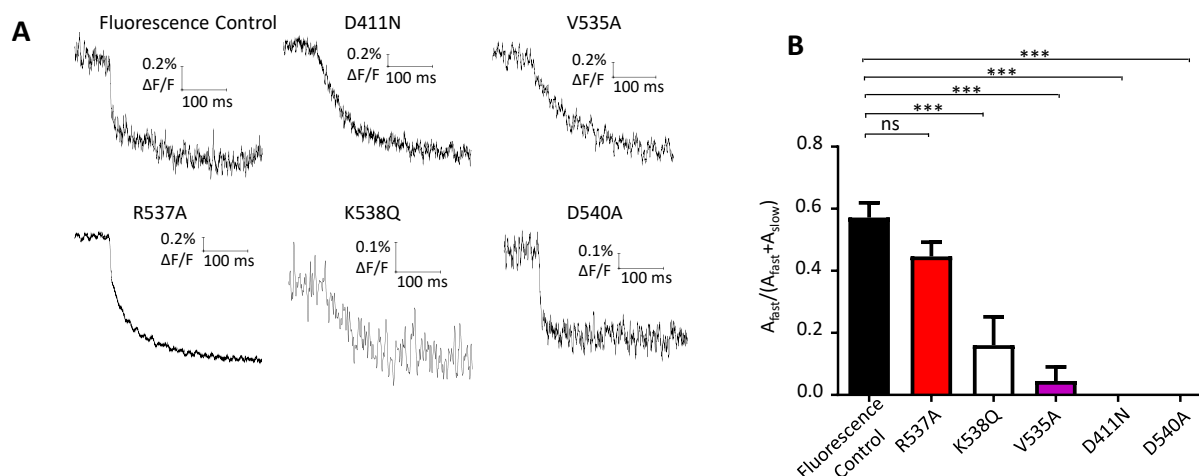 A
Fluorescence Control
0.2%
ΔF/F
100 ms
D411N
0.2%
ΔF/F
100 ms
V535A
0.2%
ΔF/F
100 ms
R537A
0.2%
ΔF/F
100 ms
K538Q
0.1%
ΔF/F
100 ms
D540A
0.1%
ΔF/F
100 ms
B
***
***
***
***
ns
0.8
0.6
0.4
0.2
0.0
A_fast/(A_fast+A_slow)
Fluorescence
Control
R537A
K538Q
V535A
D411N
D540A